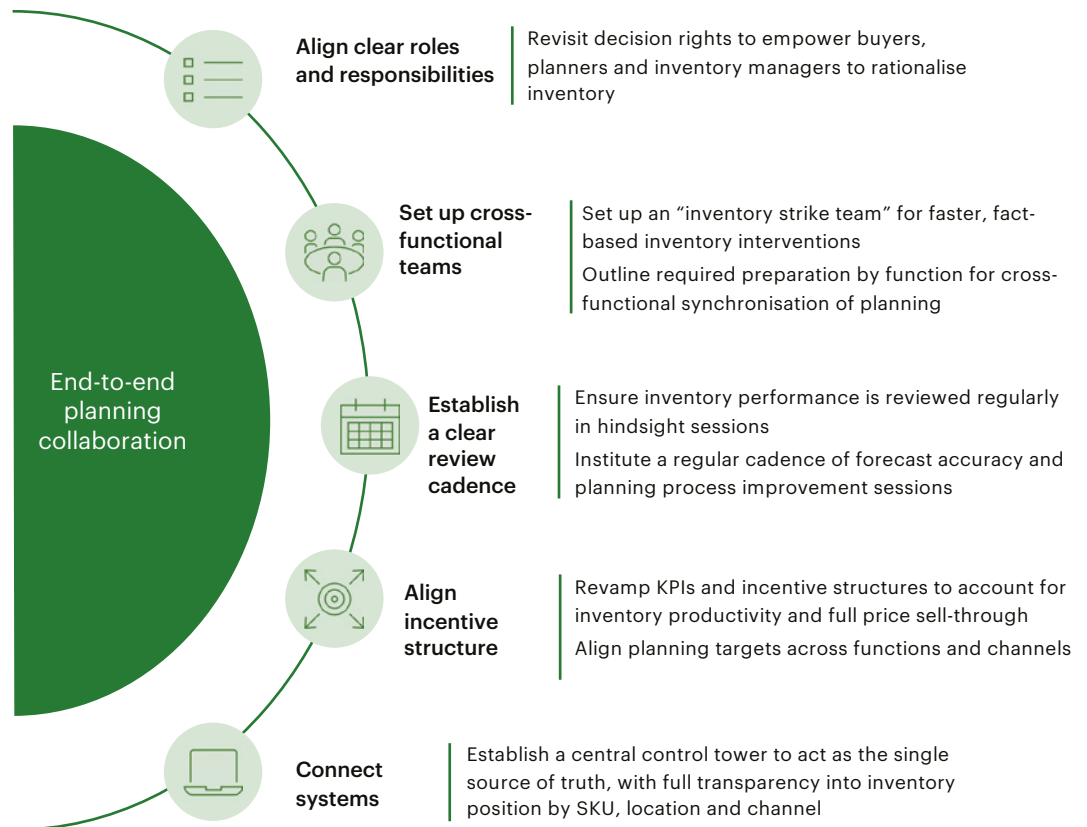 Align clear roles
and responsibilities
Revisit decision rights to empower buyers,
planners and inventory managers to rationalise
inventory
Set up cross-
functional
teams
Set up an “inventory strike team” for faster, fact-
based inventory interventions
Outline required preparation by function for cross-
functional synchronisation of planning
End-to-end
planning
collaboration
Establish
a clear
review
cadence
Ensure inventory performance is reviewed regularly
in hindsight sessions
Institute a regular cadence of forecast accuracy and
planning process improvement sessions
Align
incentive
structure
Revamp KPIs and incentive structures to account for
inventory productivity and full price sell-through
Align planning targets across functions and channels
Connect
systems
Establish a central control tower to act as the single
source of truth, with full transparency into inventory
position by SKU, location and channel